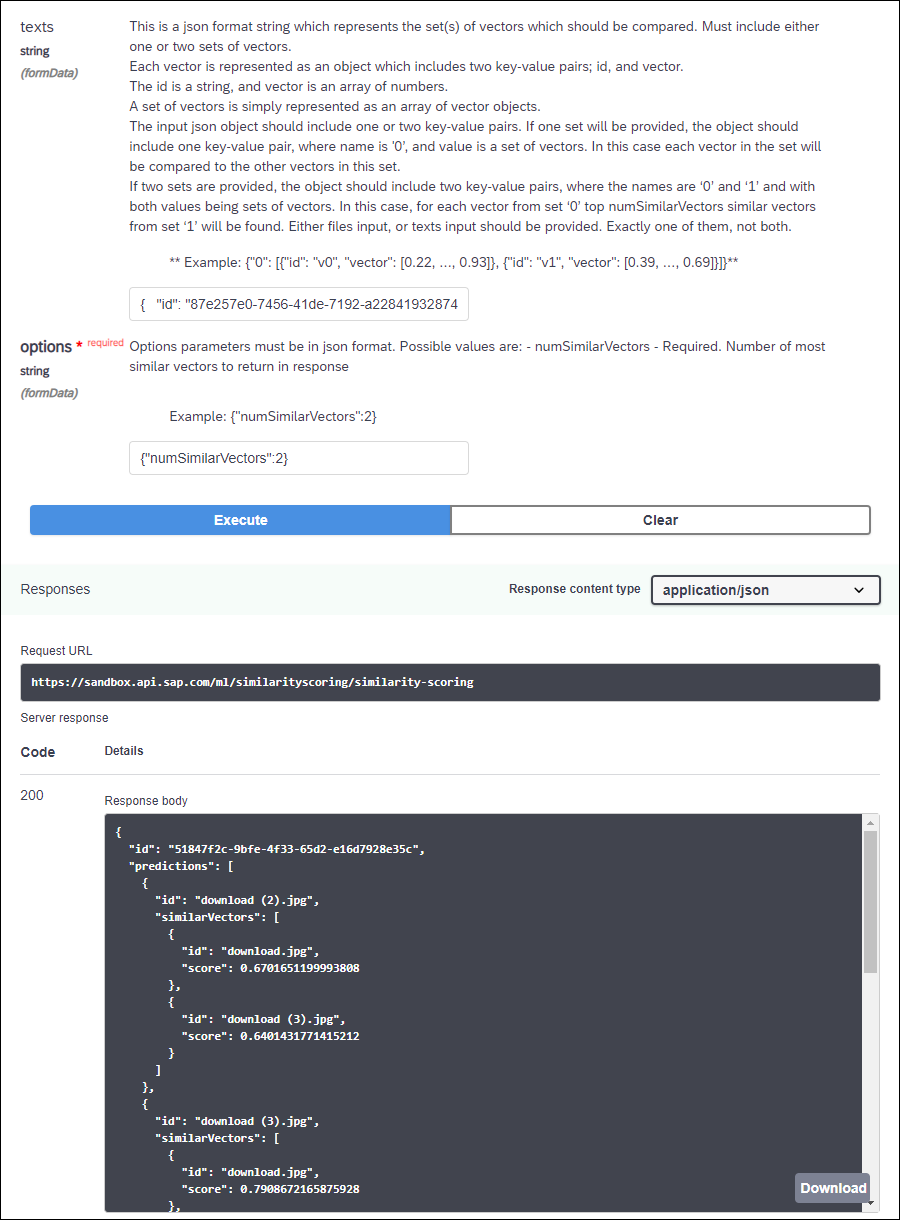 texts
string
(formData)
This is a json format string which represents the set(s) of vectors which should be compared. Must include either
one or two sets of vectors.
Each vector is represented as an object which includes two key-value pairs; id, and vector.
The id is a string, and vector is an array of numbers.
A set of vectors is simply represented as an array of vector objects.
The input json object should include one or two key-value pairs. If one set will be provided, the object should
include one key-value pair, where name is '0', and value is a set of vectors. In this case each vector in the set will
be compared to the other vectors in this set.
If two sets are provided, the object should include two key-value pairs, where the names are ‘0’ and ‘1’ and with
both values being sets of vectors. In this case, for each vector from set ‘0’ top numSimilarVectors similar vectors
from set ‘1’ will be found. Either files input, or texts input should be provided. Exactly one of them, not both.
** Example: {"0": [{"id": "v0", "vector": [0.22, ..., 0.93]}, {"id": "v1", "vector": [0.39, ..., 0.69]}]}**
{   "id": "87e257e0-7456-41de-7192-a22841932874
options * required
string
(formData)
Options parameters must be in json format. Possible values are: - numSimilarVectors - Required. Number of most
similar vectors to return in response
Example: {"numSimilarVectors":2}
{"numSimilarVectors":2}
Execute
Clear
Responses
Response content type
application/json
Request URL
https://sandbox.api.sap.com/ml/similarityscoring/similarity-scoring
Server response
Code
Details
200
Response body
{
"id": "51847f2c-9bfe-4f33-65d2-e16d7928e35c",
"predictions": [
{
"id": "download (2).jpg",
"similarVectors": [
{
"id": "download.jpg",
"score": 0.6701651199993808
},
{
"id": "download (3).jpg",
"score": 0.6401431771415212
}
]
},
{
"id": "download (3).jpg",
"similarVectors": [
{
"id": "download.jpg",
"score": 0.7908672165875928
},
Download